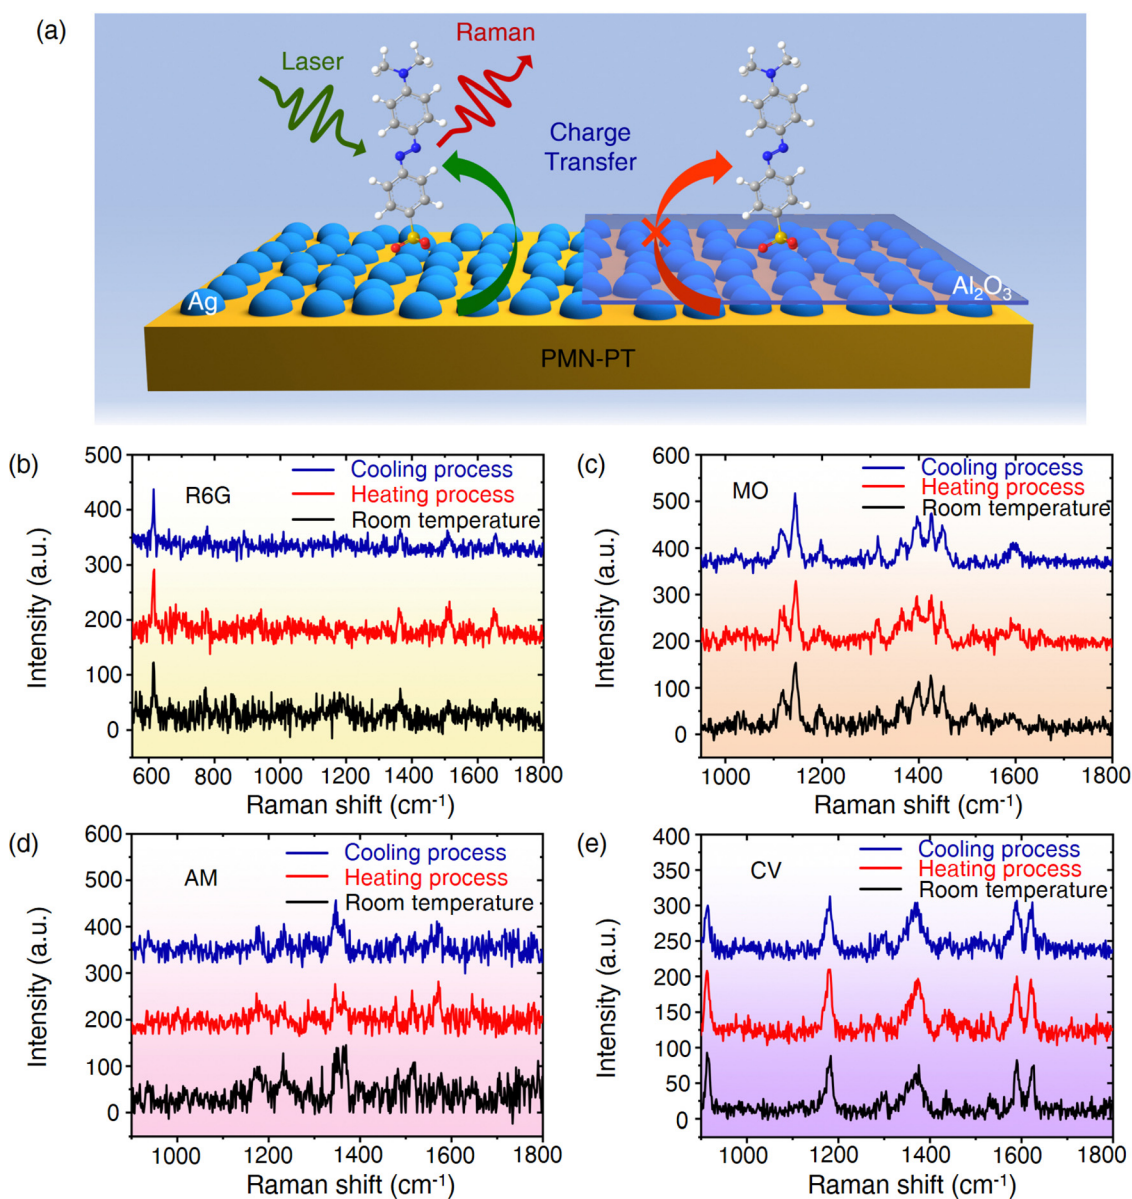 (a)
Raman
Laser
Charge
Transfer
Ag
Al2O3
PMN-PT
(b)
500
400
300
200
100
0
Intensity (a.u.)
R6G
Cooling process
Heating process
Room temperature
600 800 1000 1200 1400 1600 1800
Raman shift (cm-1)
(c)
600
500
400
300
200
100
0
Intensity (a.u.)
MO
Cooling process
Heating process
Room temperature
1000 1200 1400 1600 1800
Raman shift (cm-1)
(d)
600
500
400
300
200
100
0
Intensity (a.u.)
AM
Cooling process
Heating process
Room temperature
1000 1200 1400 1600 1800
Raman shift (cm-1)
(e)
400
350
300
250
200
150
100
50
0
Intensity (a.u.)
CV
Cooling process
Heating process
Room temperature
1000 1200 1400 1600 1800
Raman shift (cm-1)